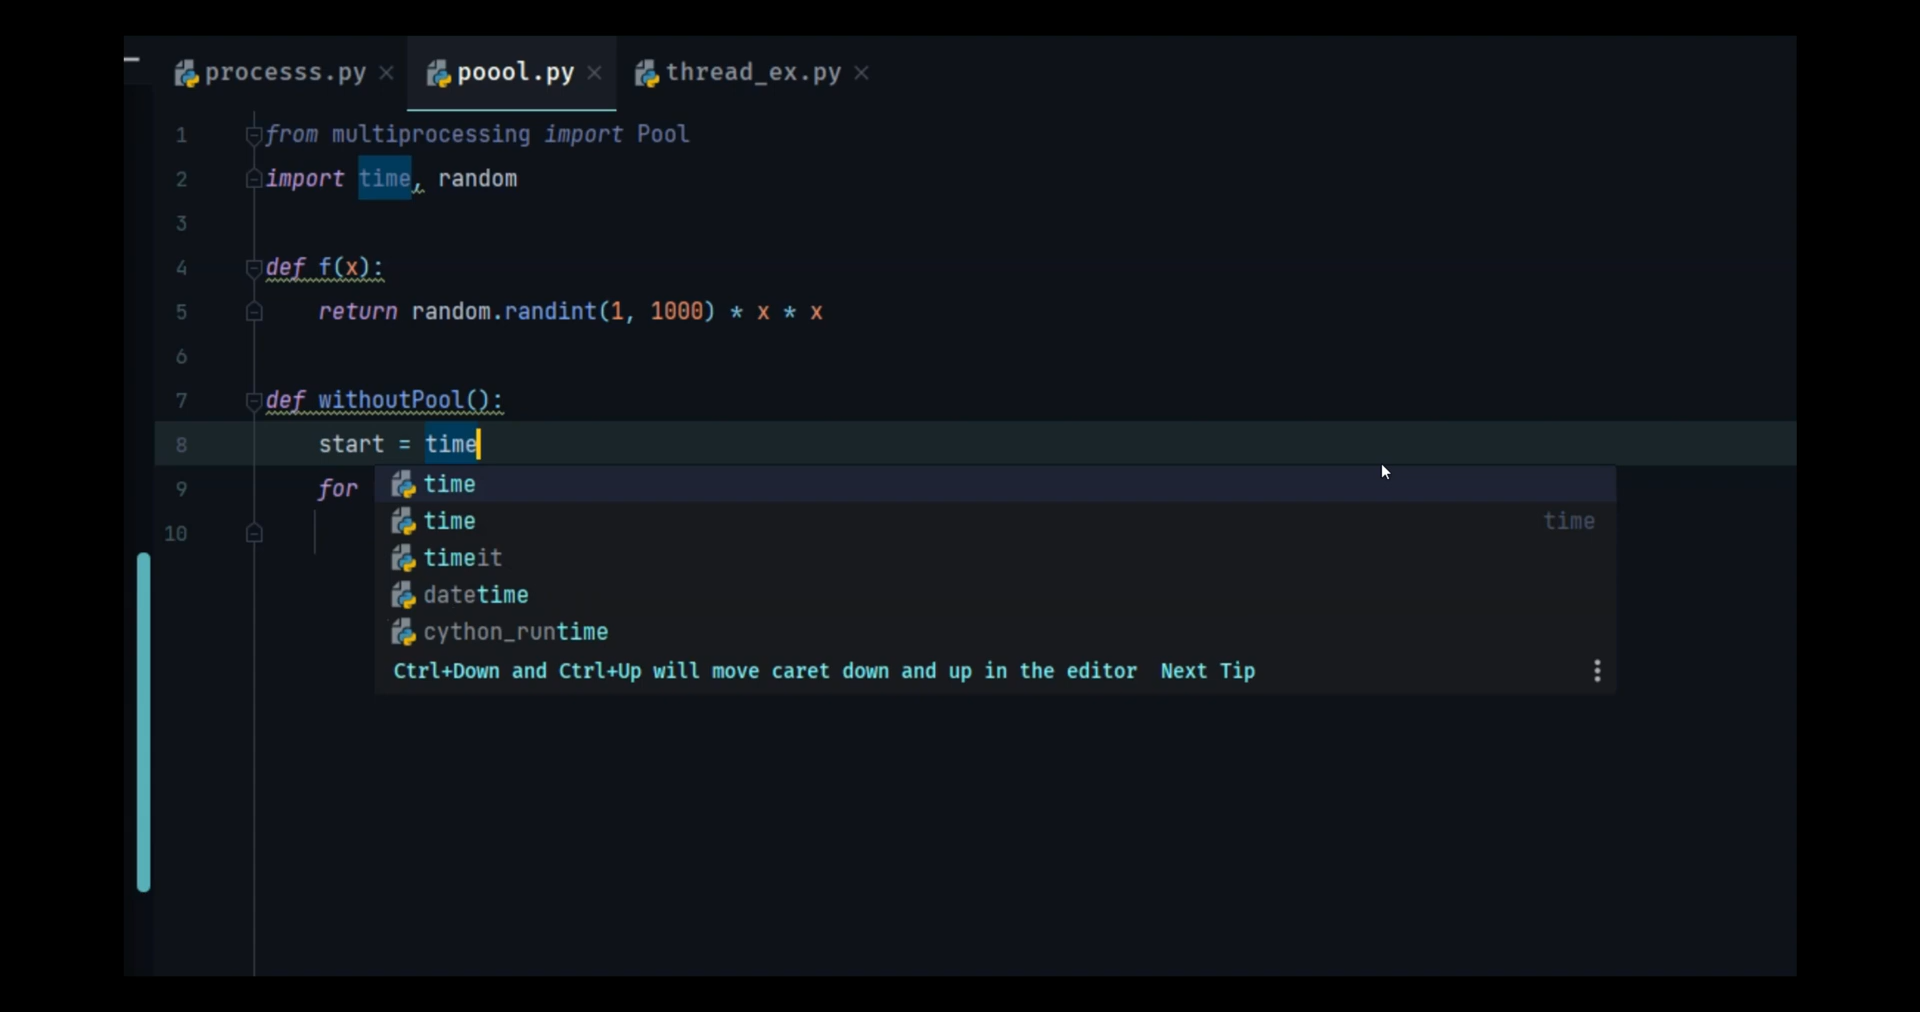 processs.py poool.py thread_ex.py
1 from multiprocessing import Pool
2 import time, random
3
4 def f(x):
5 return random.randint(1, 1000) * x * x
6
7 def withoutPool():
8 start = time
9 for
time
time time
timeit
datetime
cython_runtime
10
Ctrl+Down and Ctrl+Up will move caret down and up in the editor Next Tip